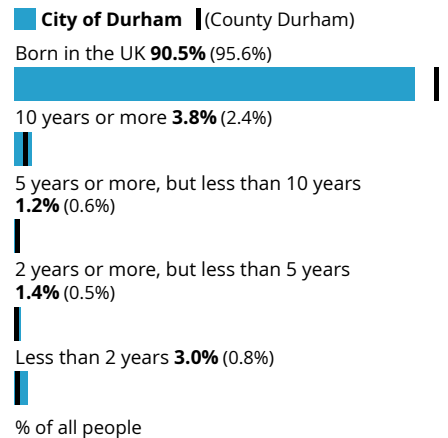 City of Durham (County Durham)
Born in the UK 90.5% (95.6%)
10 years or more 3.8% (2.4%)
5 years or more, but less than 10 years
1.2% (0.6%)
2 years or more, but less than 5 years
1.4% (0.5%)
Less than 2 years 3.0% (0.8%)
% of all people